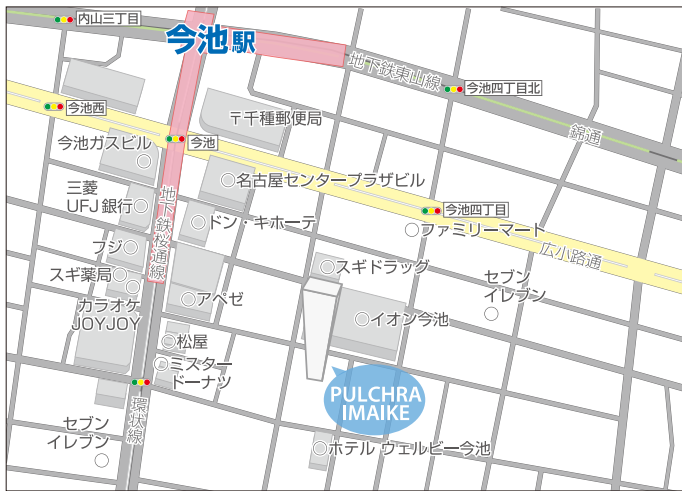 内山三丁目
今池駅
地下鉄東山線
今池四丁目北
今池西
〒千種郵便局
錦通
今池
今池ガスビル
名古屋センタープラザビル
三菱
UFJ銀行
地下鉄桜通線
今池四丁目
ドン・キホーテ
ファミリーマート
フジ
広小路通
スギ薬局
スギドラッグ
セブン
イレブン
カラオケ
JOYJOY
アペゼ
イオン今池
松屋
ミスター
ドーナツ
PULCHRA
IMAIKE
環状線
セブン
イレブン
ホテル ウェルビー今池